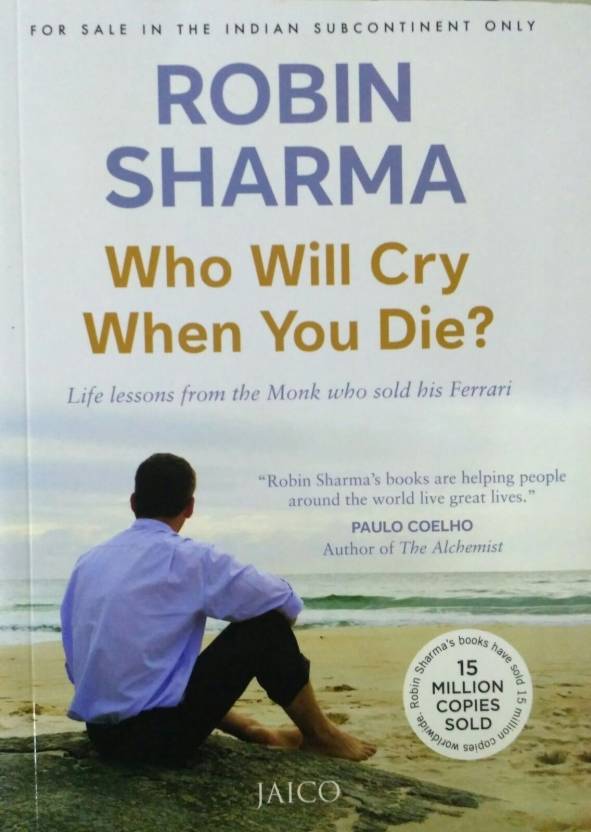 FOR SALE IN THE INDIAN SUBCONTINENT ONLY
ROBIN
SHARMA
Who Will Cry
When You Die?
Life lessons from the Monk who sold his Ferrari
“Robin Sharma’s books are helping people
around the world live great lives.”
PAULO COELHO
Author of The Alchemist
Robin Sharma's books have sold 15 million copies worldwide.
15
MILLION
COPIES
SOLD
JAICO